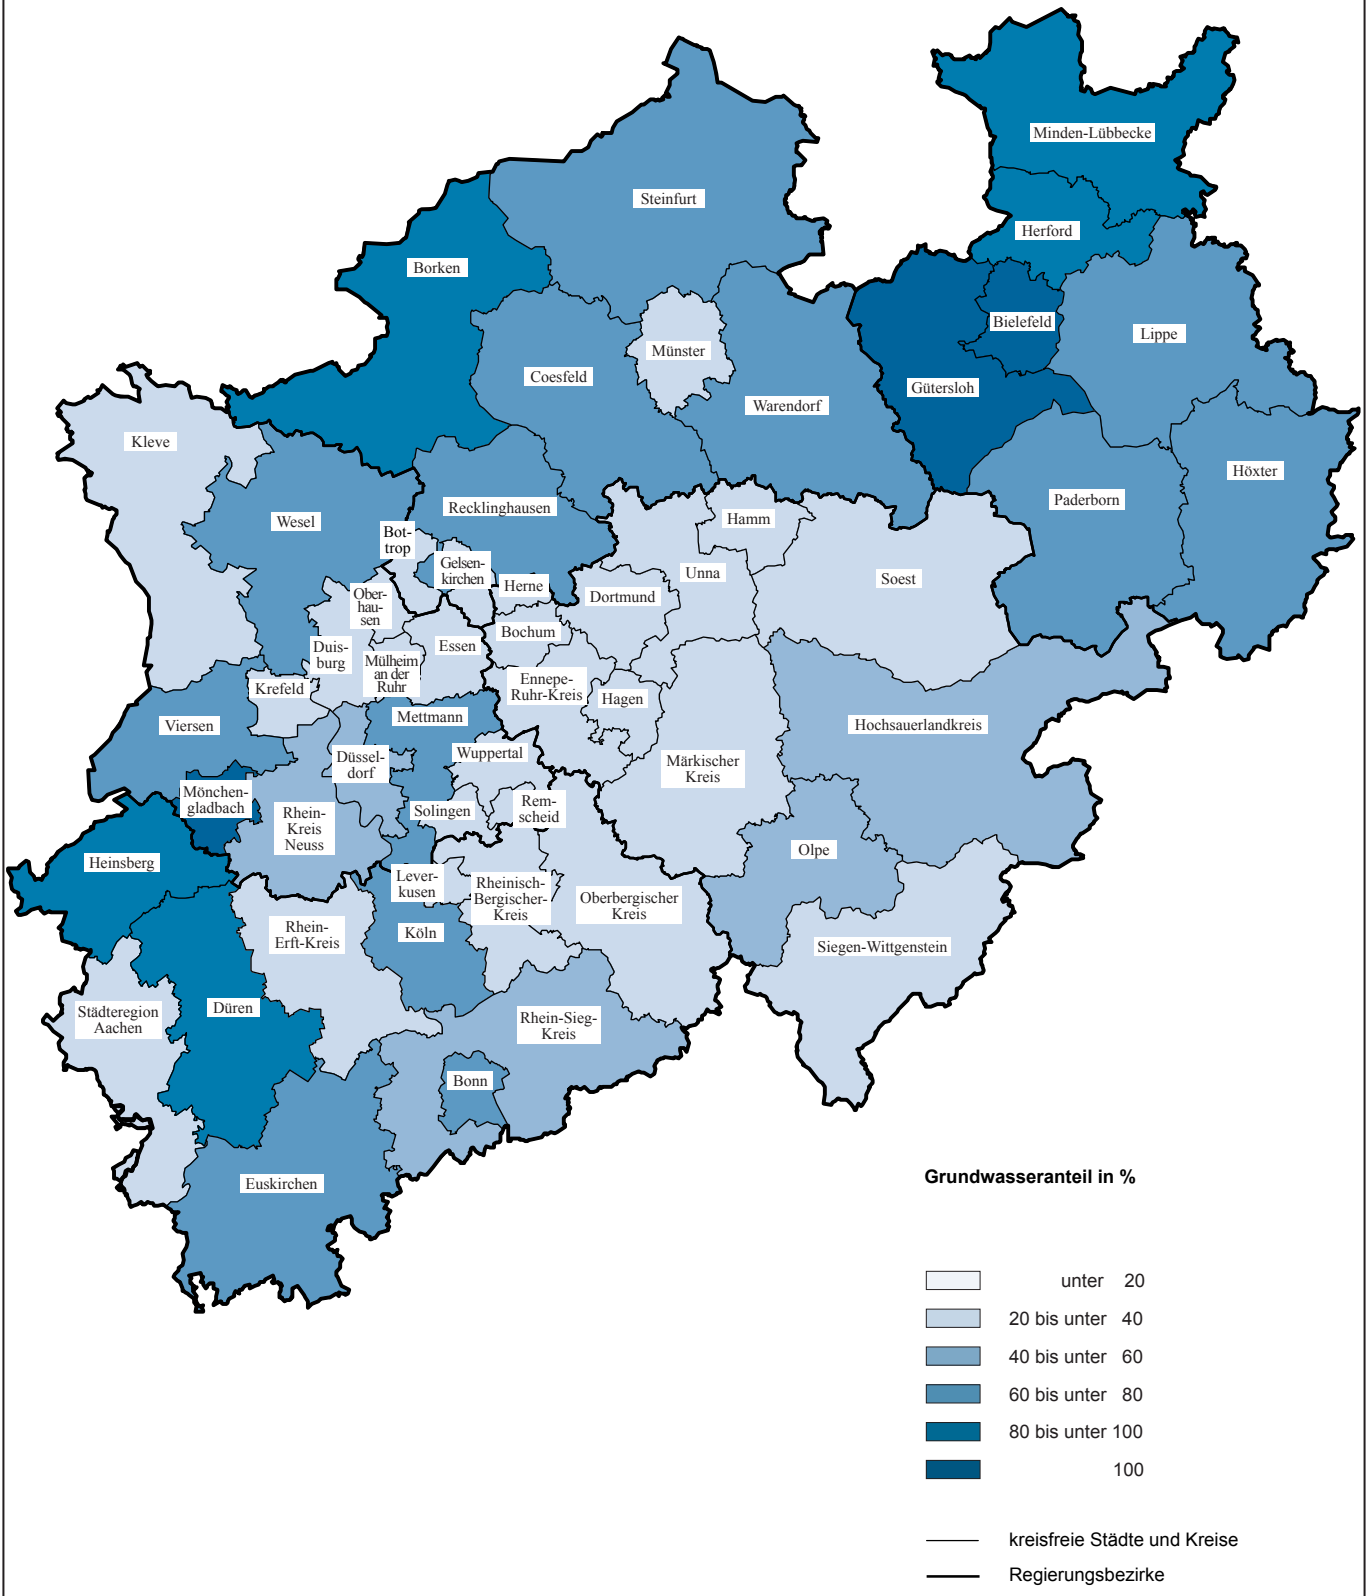 Minden-Lübbecke
Steinfurt
Herford
Borken
Bielefeld
Lippe
Münster
Coesfeld
Gütersloh
Warendorf
Kleve
Höxter
Paderborn
Recklinghausen
Wesel
Hamm
Bot-
trop
Gelsen-
kirchen
Unna
Soest
Herne
Dortmund
Ober-
hau-
sen
Bochum
Essen
Duis-
burg
Mülheim
an der
Ruhr
Ennepe-
Ruhr-Kreis
Krefeld
Hagen
Mettmann
Hochsauerlandkreis
Viersen
Wuppertal
Düssel-
dorf
Märkischer
Kreis
Mönchen-
gladbach
Rem-
scheid
Solingen
Rhein-
Kreis
Neuss
Olpe
Heinsberg
Lever-
kusen
Rheinisch-
Bergischer-
Kreis
Oberbergischer
Kreis
Rhein-
Erft-Kreis
Köln
Siegen-Wittgenstein
Düren
Städteregion
Aachen
Rhein-Sieg-
Kreis
Bonn
Euskirchen
Grundwasseranteil in %
unter 20
20 bis unter 40
40 bis unter 60
60 bis unter 80
80 bis unter 100
100
kreisfreie Städte und Kreise
Regierungsbezirke